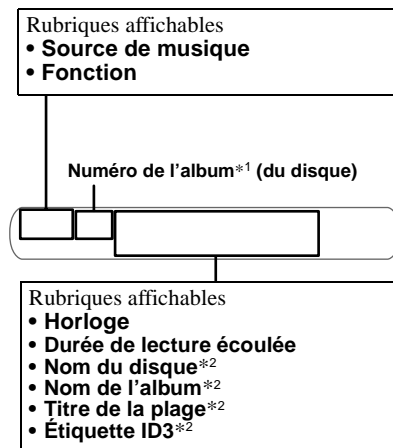 Rubriques affichables
• Source de musique
• Fonction
Numéro de l'album*1 (du disque)
Rubriques affichables
• Horloge
• Durée de lecture écoulée
• Nom du disque*2
• Nom de l'album*2
• Titre de la plage*2
• Étiquette ID3*2